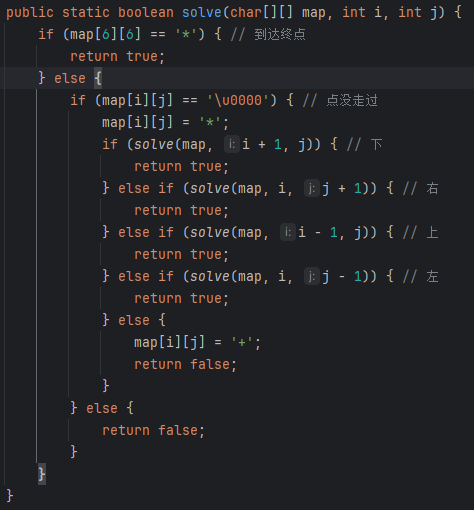 public static boolean solve(char[][] map, int i, int j) {
    if (map[6][6] == '*') { // 到达终点
        return true;
    } else {
        if (map[i][j] == '\u0000') { // 点没走过
            map[i][j] = '*';
            if (solve(map, i: i + 1, j)) { // 下
                return true;
            } else if (solve(map, i, j: j + 1)) { // 右
                return true;
            } else if (solve(map, i: i - 1, j)) { // 上
                return true;
            } else if (solve(map, i, j: j - 1)) { // 左
                return true;
            } else {
                map[i][j] = '+';
                return false;
            }
        } else {
            return false;
        }
    }
}